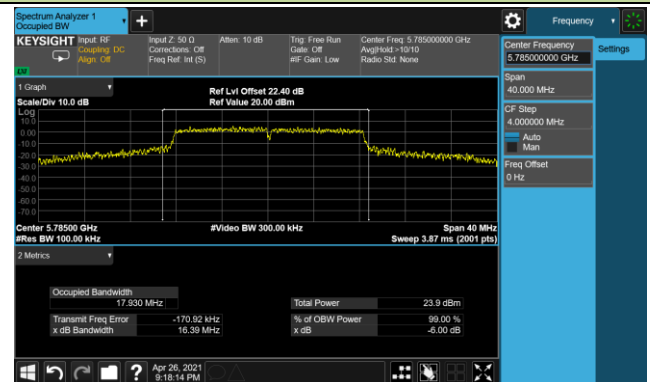 Spectrum Analyzer 1
Occupied BW
Frequency
KEYSIGHT
Input: RF
Coupling: DC
Align: Off
Input Z: 50 Ω
Corrections: Off
Freq Ref: Int (S)
Atten: 10 dB
Trig: Free Run
Gate: Off
#IF Gain: Low
Center Freq: 5.785000000 GHz
Avg|Hold:>10/10
Radio Std: None
Center Frequency
5.785000000 GHz
Settings
Span
40.000 MHz
CF Step
4.000000 MHz
Auto
Man
Freq Offset
0 Hz
1 Graph
Scale/Div 10.0 dB
Ref Lvl Offset 22.40 dB
Ref Value 20.00 dBm
Log
10.0
0.00
-10.0
-20.0
-30.0
-40.0
-50.0
-60.0
-70.0
Center 5.78500 GHz
#Video BW 300.00 kHz
Span 40 MHz
#Res BW 100.00 kHz
Sweep 3.87 ms (2001 pts)
2 Metrics
Occupied Bandwidth
17.930 MHz
Total Power 23.9 dBm
Transmit Freq Error -170.92 kHz
% of OBW Power 99.00 %
x dB Bandwidth 16.39 MHz
x dB -6.00 dB
?
Apr 26, 2021
9:18:14 PM